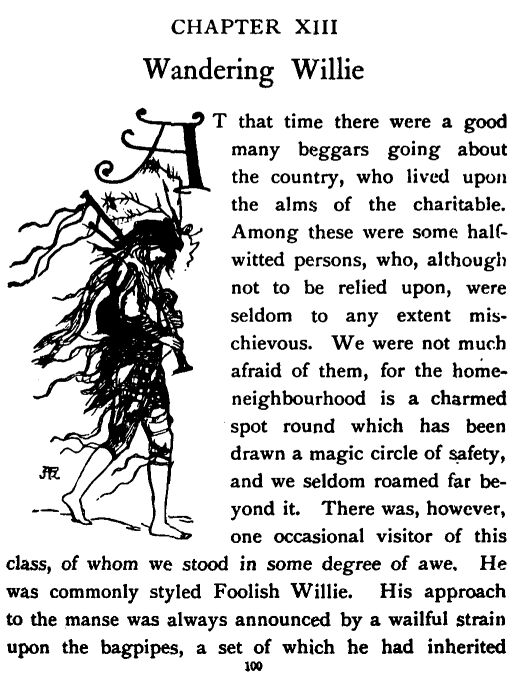 CHAPTER XIII
Wandering Willie
AT that time there were a good
many beggars going about
the country, who lived upon
the alms of the charitable.
Among these were some half-
witted persons, who, although
not to be relied upon, were
seldom to any extent mis-
chievous. We were not much
afraid of them, for the home-
neighbourhood is a charmed
spot round which has been
drawn a magic circle of safety,
and we seldom roamed far be-
yond it. There was, however,
one occasional visitor of this
class, of whom we stood in some degree of awe. He
was commonly styled Foolish Willie. His approach
to the manse was always announced by a wailful strain
upon the bagpipes, a set of which he had inherited
100